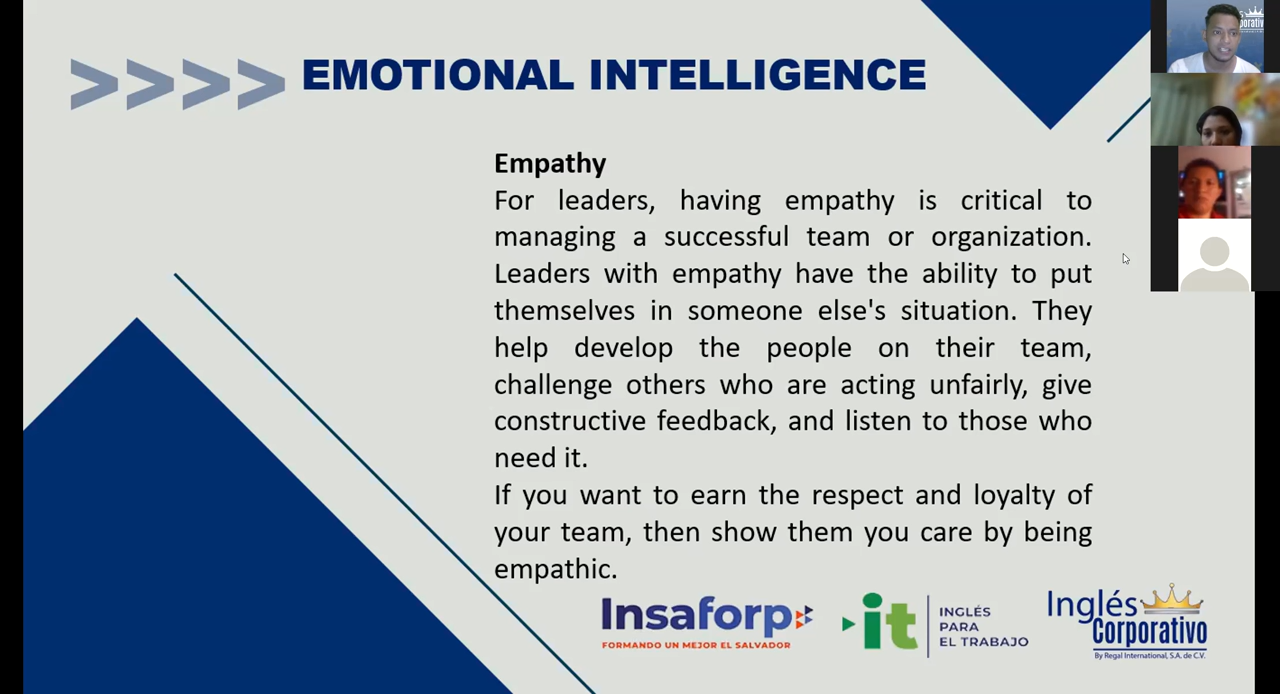 >>>> EMOTIONAL INTELLIGENCE
Empathy
For leaders, having empathy is critical to
managing a successful team or organization.
Leaders with empathy have the ability to put
themselves in someone else's situation. They
help develop the people on their team,
challenge others who are acting unfairly, give
constructive feedback, and listen to those who
need it.
If you want to earn the respect and loyalty of
your team, then show them you care by being
empathic.
Insaforp
FORMANDO UN MEJOR EL SALVADOR
it
INGLÉS
PARA
EL TRABAJO
Inglés
Corporativo
By Regal International, S.A. de C.V.